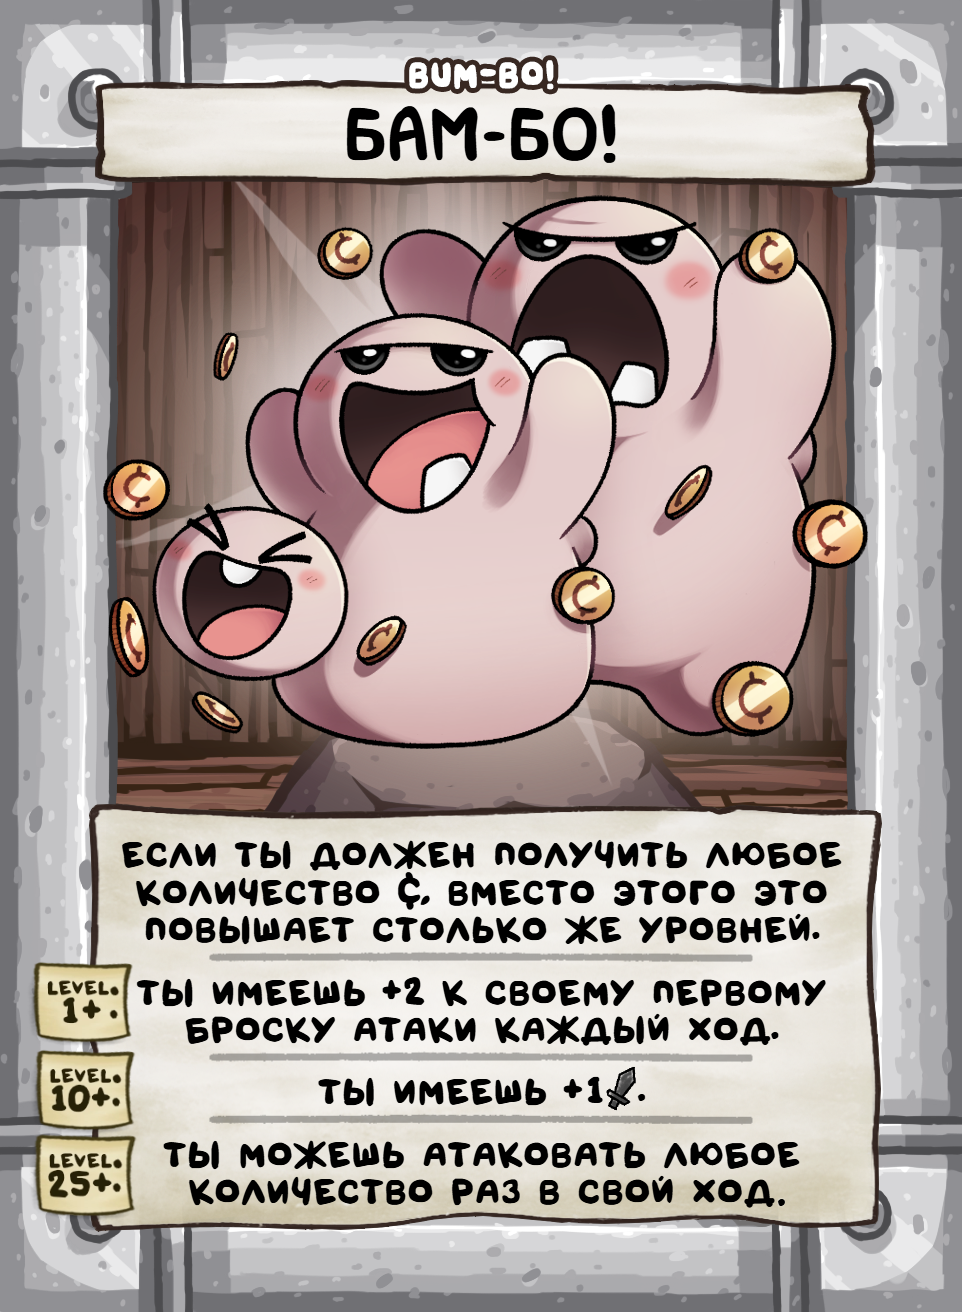 BUM-BO!
БАМ-БО!
ЕСЛИ ТЫ ДОЛЖЕН ПОЛУЧИТЬ ЛЮБОЕ
КОЛИЧЕСТВО ₵, ВМЕСТО ЭТОГО ЭТО
ПОВЫШАЕТ СТОЛЬКО ЖЕ УРОВНЕЙ.
LEVEL.
1+.
ТЫ ИМЕЕШЬ +2 К СВОЕМУ ПЕРВОМУ
БРОСКУ АТАКИ КАЖДЫЙ ХОД.
LEVEL.
10+.
ТЫ ИМЕЕШЬ +1 .
LEVEL.
25+.
ТЫ МОЖЕШЬ АТАКОВАТЬ ЛЮБОЕ
КОЛИЧЕСТВО РАЗ В СВОЙ ХОД.